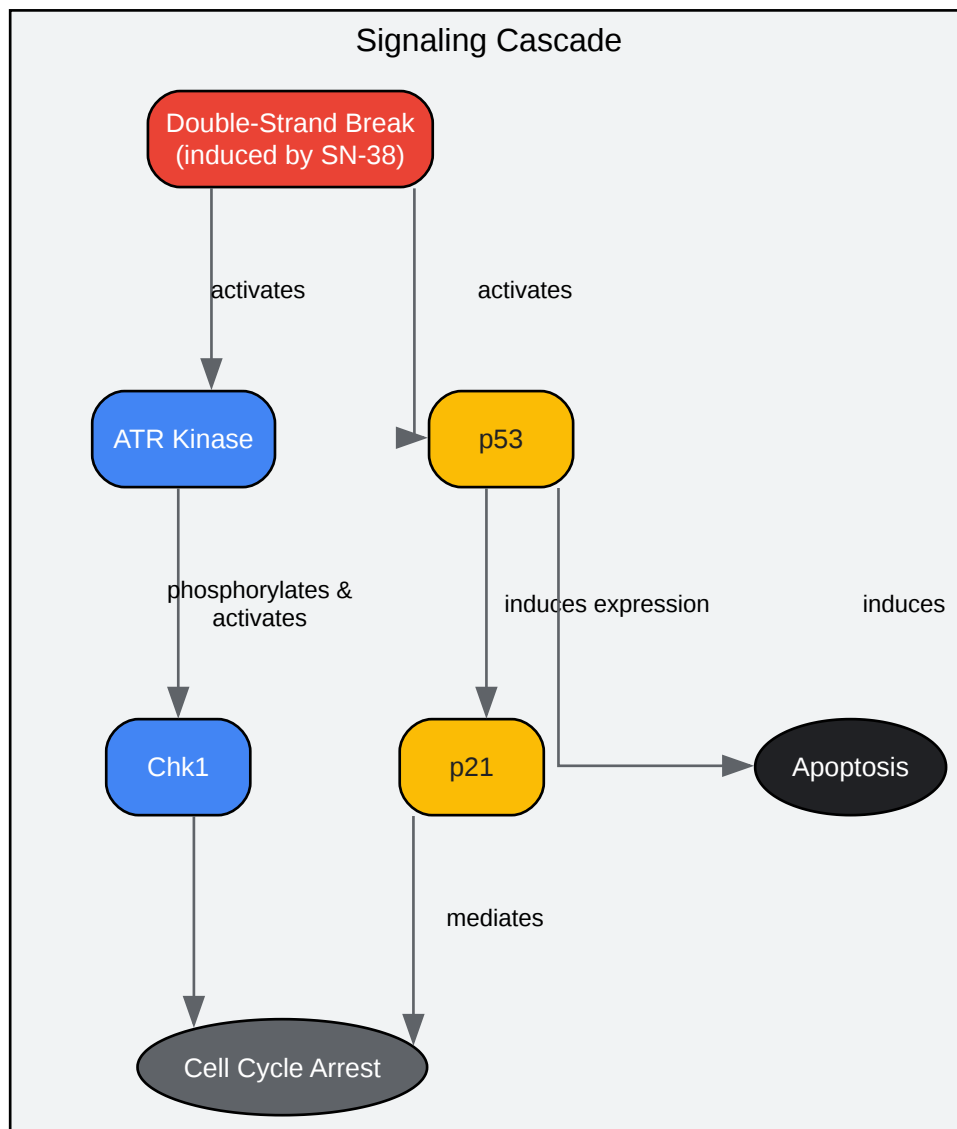 Signaling Cascade
Double-Strand Break
(induced by SN-38)
activates
activates
ATR Kinase
p53
phosphorylates &
activates
induces expression
induces
Chk1
p21
Apoptosis
mediates
Cell Cycle Arrest